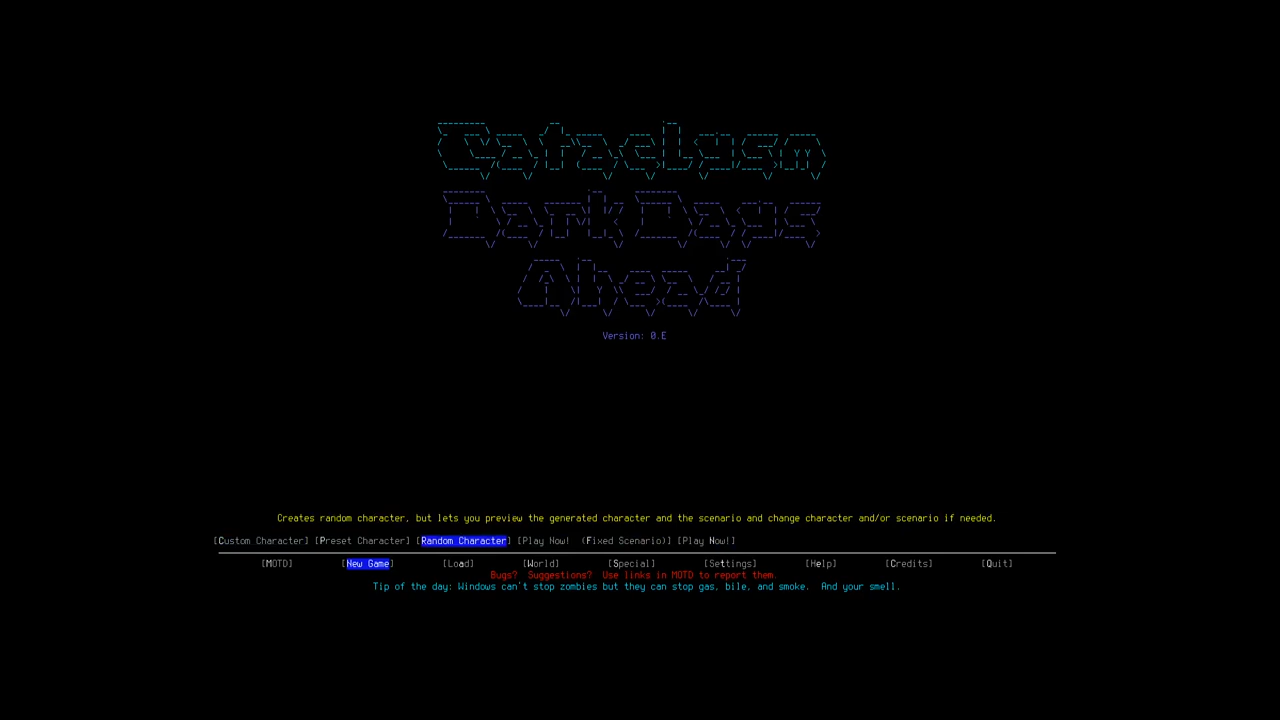 Cataclysm
Dark Days
Ahead
Version: 0.E
Creates random character, but lets you preview the generated character and the scenario and change character and/or scenario if needed.
[Custom Character] [Preset Character] [Random Character] [Play Now! (Fixed Scenario)] [Play Now!]
[MOTD] [New Game] [Load] [World] [Special] [Settings] [Help] [Credits] [Quit]
Bugs? Suggestions? Use links in MOTD to report them.
Tip of the day: Windows can't stop zombies but they can stop gas, bile, and smoke. And your smell.